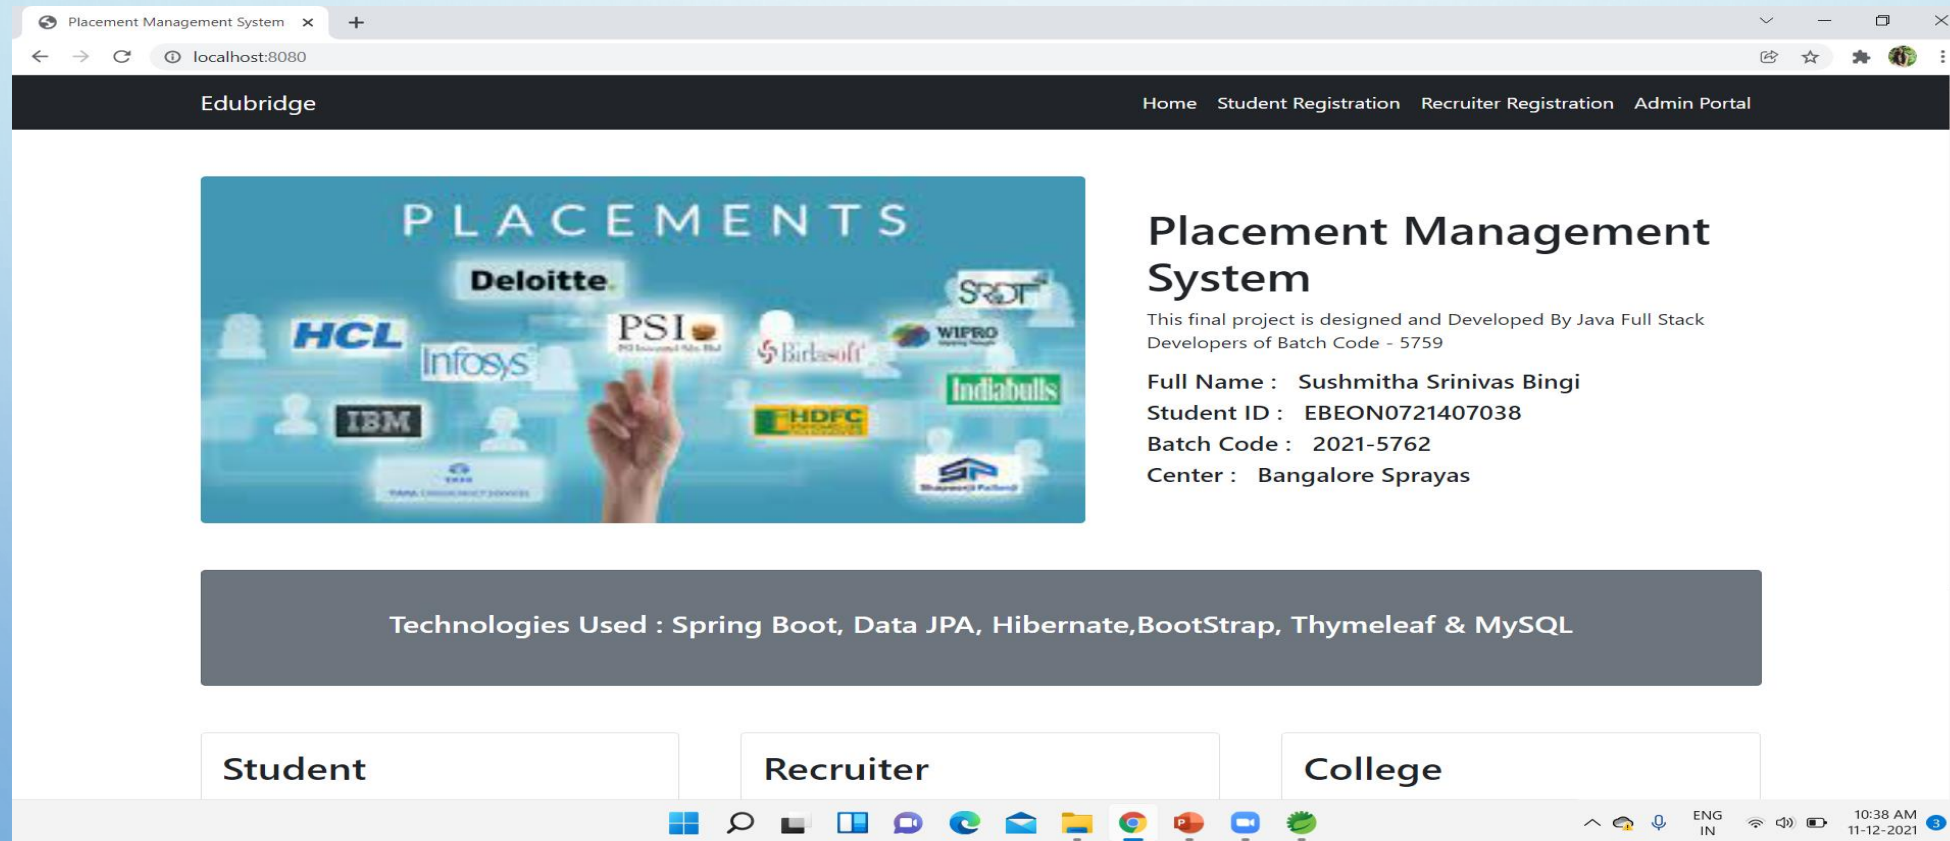 Placement Management System
localhost:8080
Edubridge
Home Student Registration Recruiter Registration Admin Portal
PLACEMENTS
Deloitte.
SRDT
HCL
PSI
WIPRO
Infosys
Birlasoft
Indiabulls
IBM
HDFC
TATA
SP
Placement Management
System
This final project is designed and Developed By Java Full Stack
Developers of Batch Code - 5759
Full Name : Sushmitha Srinivas Bingi
Student ID : EBEON0721407038
Batch Code : 2021-5762
Center : Bangalore Sprayas
Technologies Used : Spring Boot, Data JPA, Hibernate,BootStrap, Thymeleaf & MySQL
Student
Recruiter
College
ENG
IN
10:38 AM
11-12-2021
3